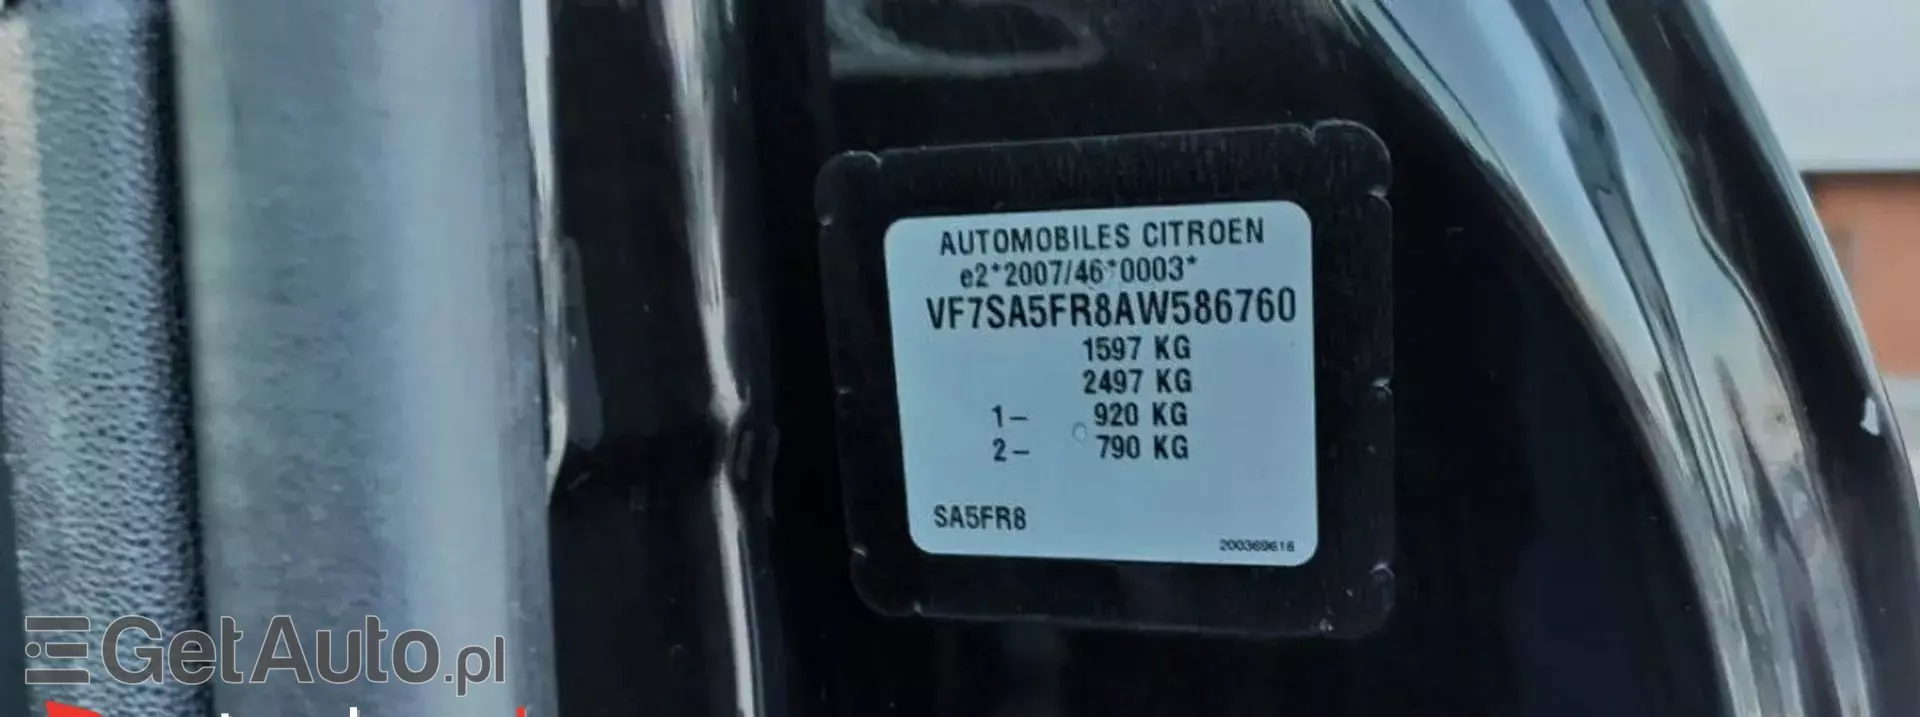 AUTOMOBILES CITROEN
e2*2007/46*0003*
VF7SA5FR8AW586760
1597 KG
2497 KG
1– 920 KG
2– 790 KG
SA5FR8
200369618
GetAuto.pl